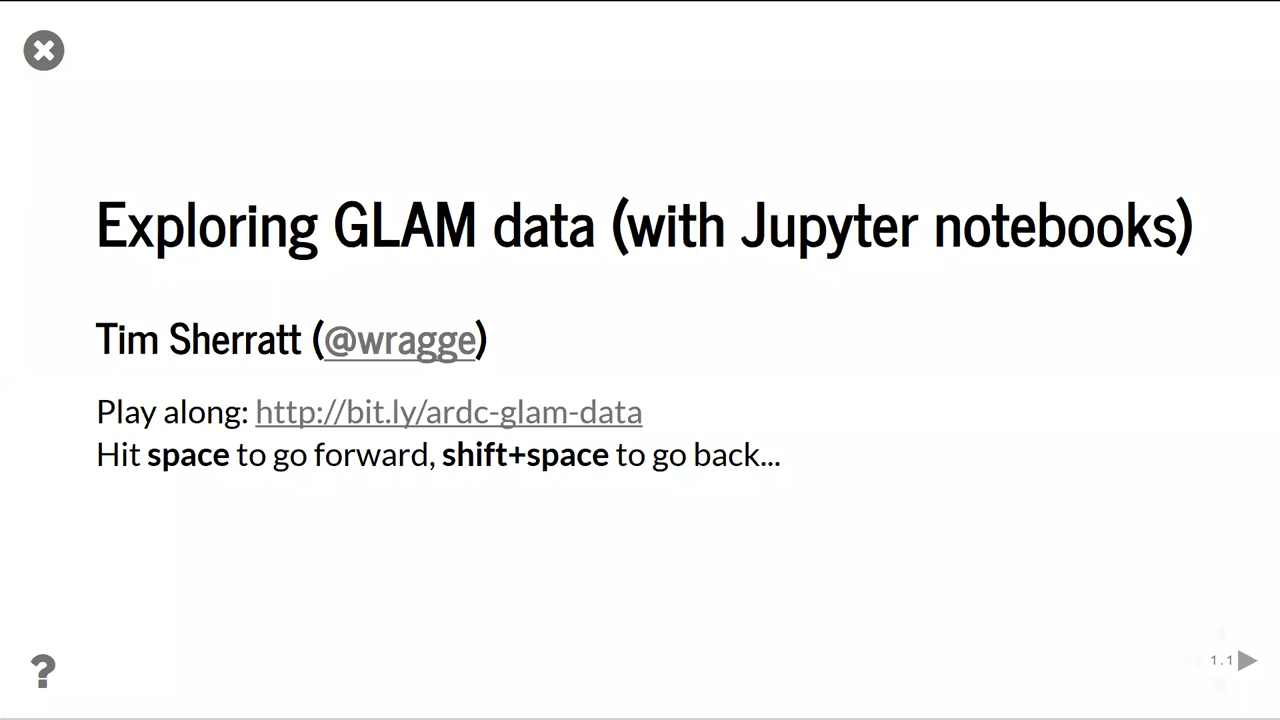 Exploring GLAM data (with Jupyter notebooks)
Tim Sherratt (@wragge)
Play along: http://bit.ly/ardc-glam-data
Hit space to go forward, shift+space to go back...
?
1.1